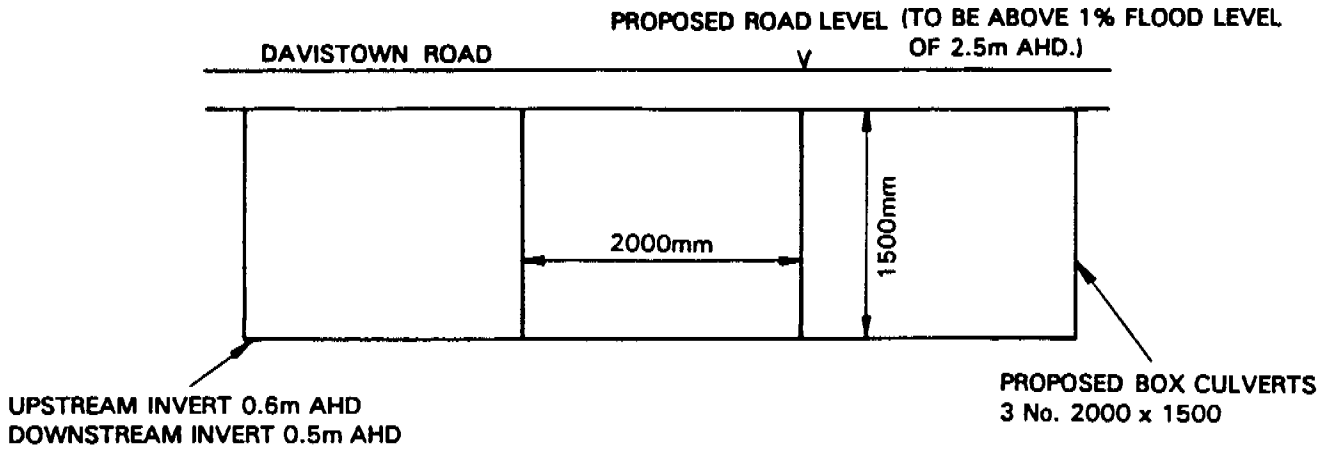 PROPOSED ROAD LEVEL (TO BE ABOVE 1% FLOOD LEVEL
OF 2.5m AHD.)
DAVISTOWN ROAD
2000mm
1500mm
UPSTREAM INVERT 0.6m AHD
DOWNSTREAM INVERT 0.5m AHD
PROPOSED BOX CULVERTS
3 No. 2000 x 1500